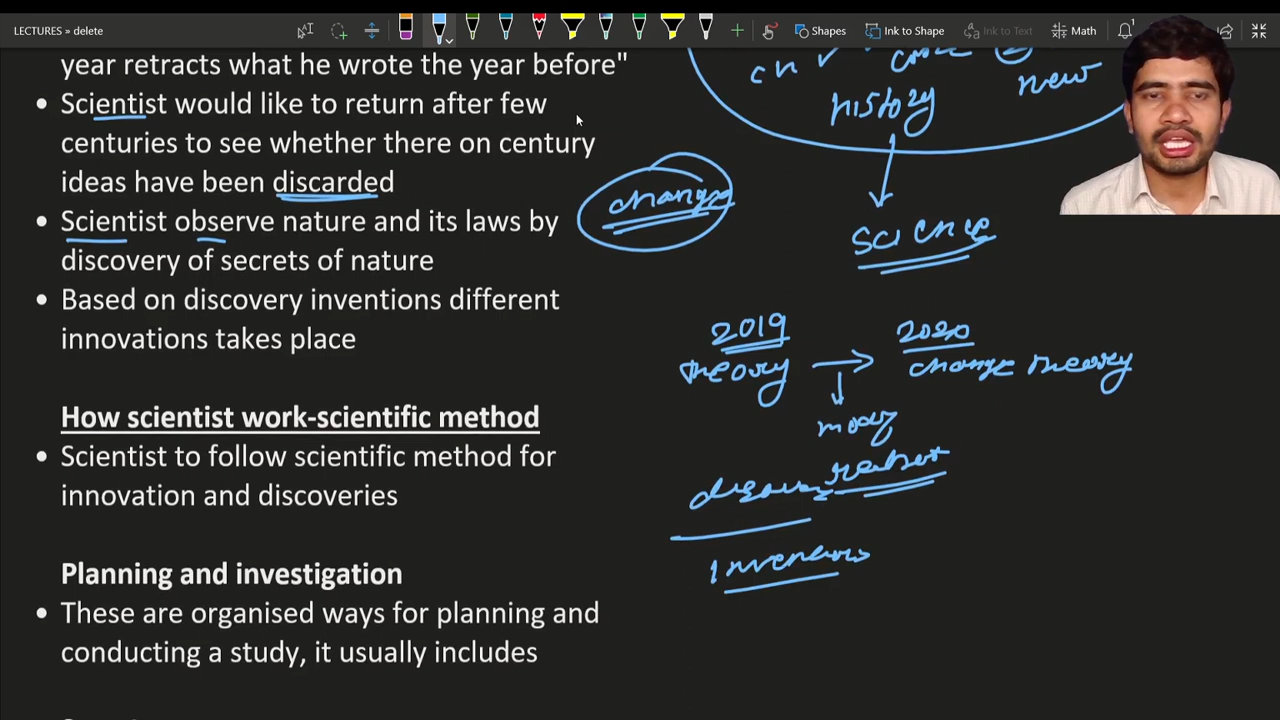 LECTURES » delete
Shapes
Ink to Shape
Ink to Text
Math
1
year retracts what he wrote the year before"
• Scientist would like to return after few
centuries to see whether there on century
ideas have been discarded
• Scientist observe nature and its laws by
discovery of secrets of nature
• Based on discovery inventions different
innovations takes place
How scientist work-scientific method
• Scientist to follow scientific method for
innovation and discoveries
Planning and investigation
• These are organised ways for planning and
conducting a study, it usually includes
new
history
change
science
2019
2020
theory
change theory